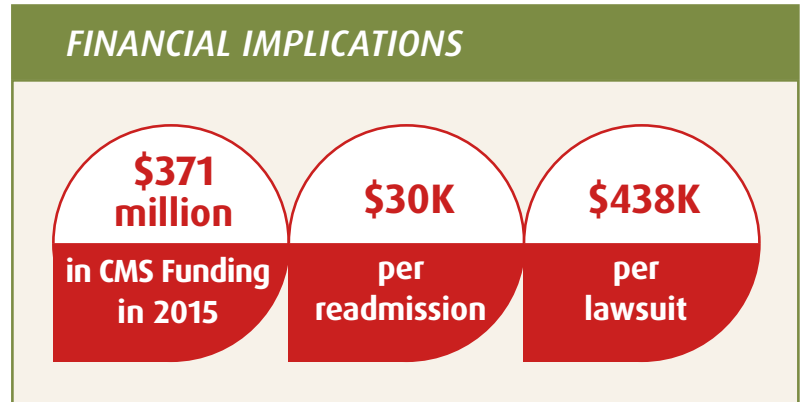 FINANCIAL IMPLICATIONS
$371
million
in CMS Funding
in 2015
$30K
per
readmission
$438K
per
lawsuit